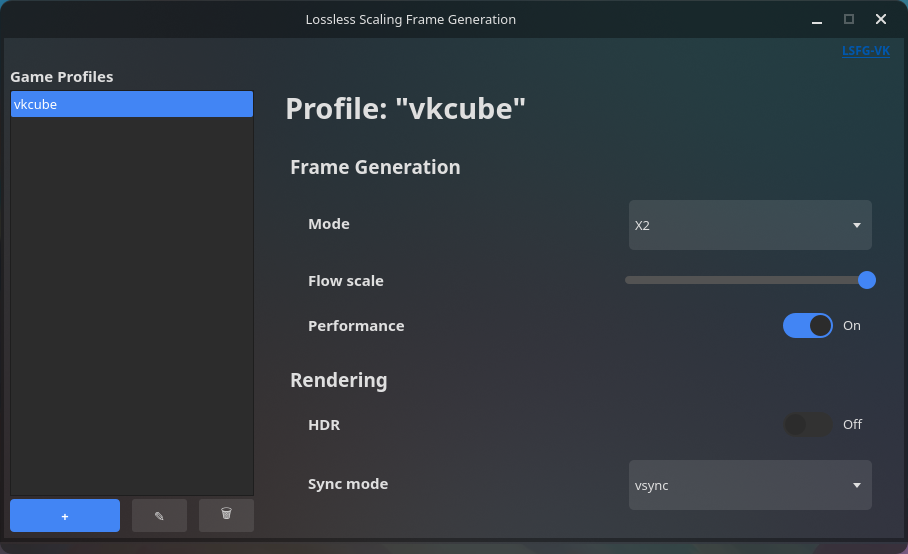 Lossless Scaling Frame Generation
LSFG-VK
Game Profiles
vkcube
+
Profile: "vkcube"
Frame Generation
Mode
X2
Flow scale
Performance
On
Rendering
HDR
Off
Sync mode
vsync